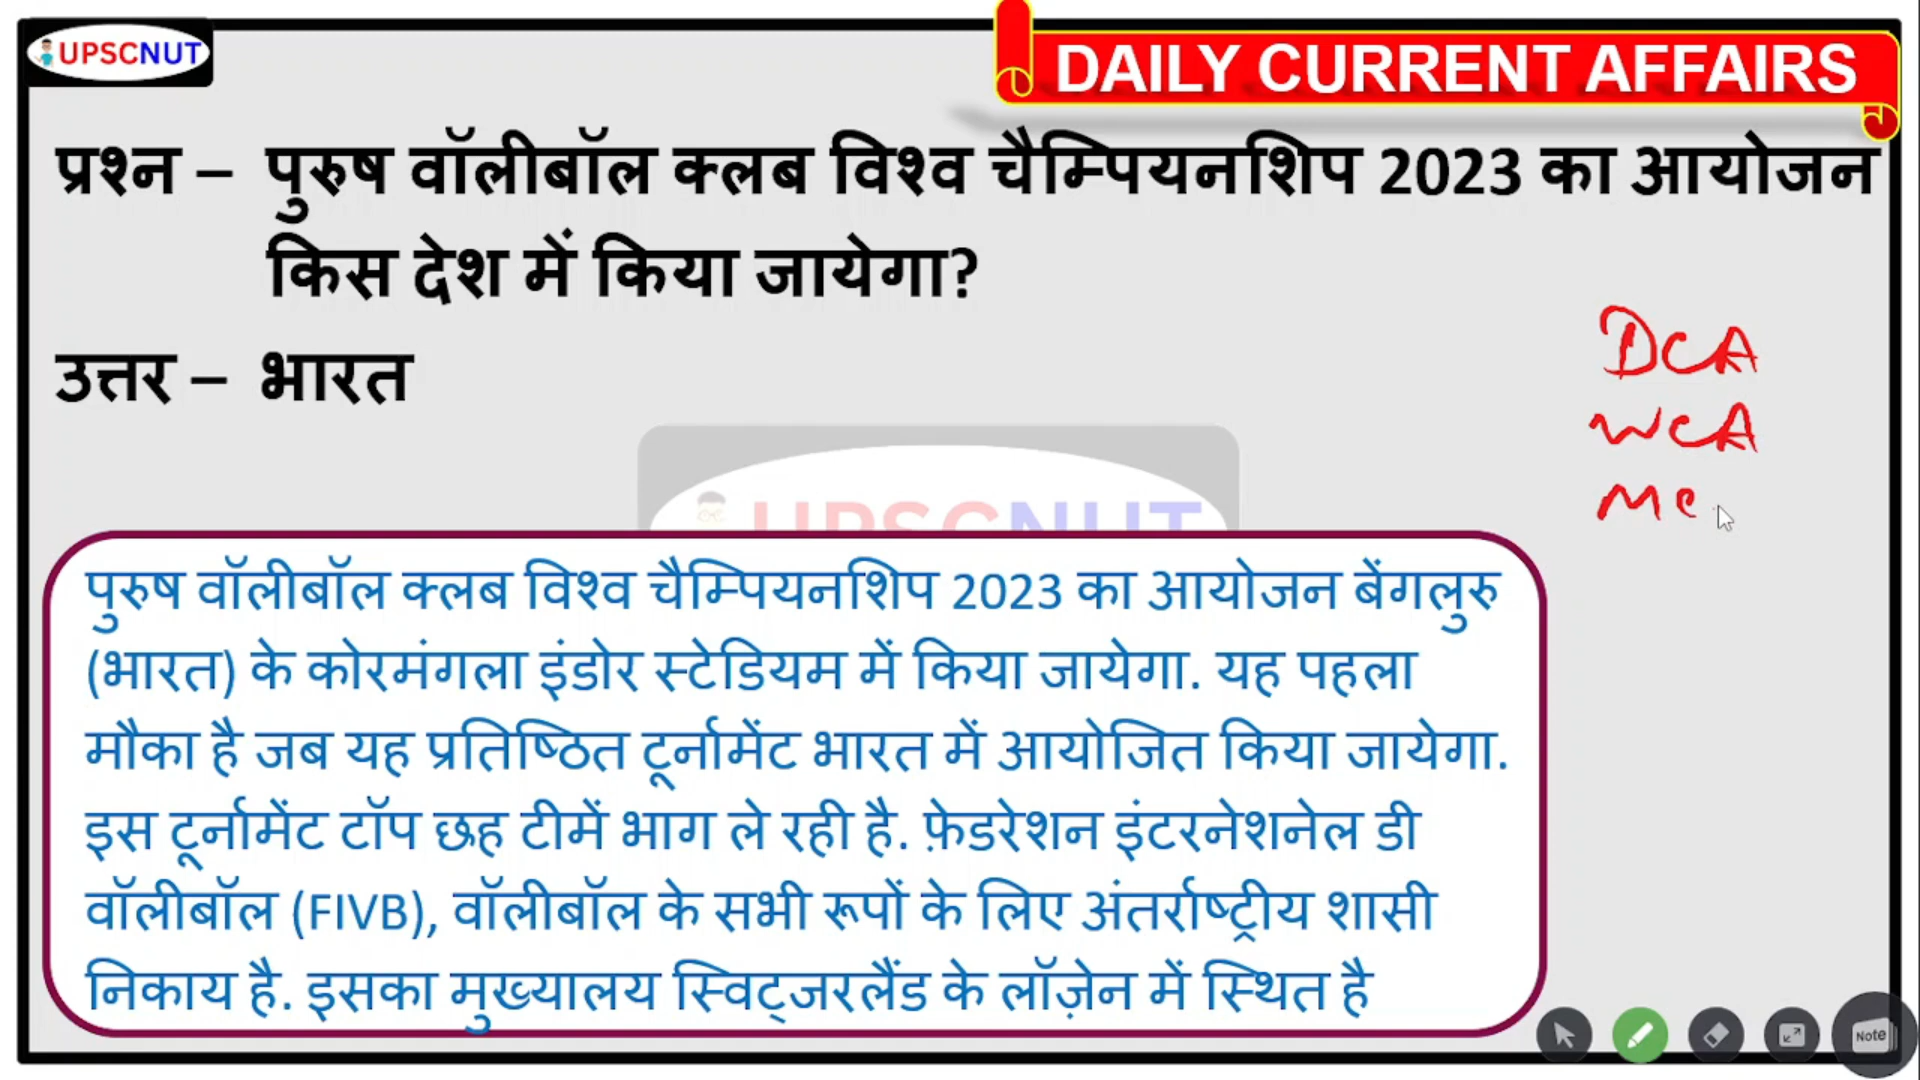 UPSCNUT
DAILY CURRENT AFFAIRS
प्रश्न – पुरुष वॉलीबॉल क्लब विश्व चैम्पियनशिप 2023 का आयोजन
किस देश में किया जायेगा?
उत्तर – भारत
DCA
WCA
MC
UPSCNUT
पुरुष वॉलीबॉल क्लब विश्व चैम्पियनशिप 2023 का आयोजन बेंगलुरु
(भारत) के कोरमंगला इंडोर स्टेडियम में किया जायेगा. यह पहला
मौका है जब यह प्रतिष्ठित टूर्नामेंट भारत में आयोजित किया जायेगा.
इस टूर्नामेंट टॉप छह टीमें भाग ले रही है. फ़ेडरेशन इंटरनेशनेल डी
वॉलीबॉल (FIVB), वॉलीबॉल के सभी रूपों के लिए अंतर्राष्ट्रीय शासी
निकाय है. इसका मुख्यालय स्विट्जरलैंड के लॉज़ेन में स्थित है
Note